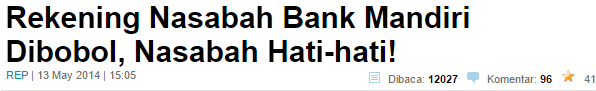 Rekening Nasabah Bank Mandiri
Dibobol, Nasabah Hati-hati!
REP | 13 May 2014 | 15:05 Dibaca: 12027 Komentar: 96 41